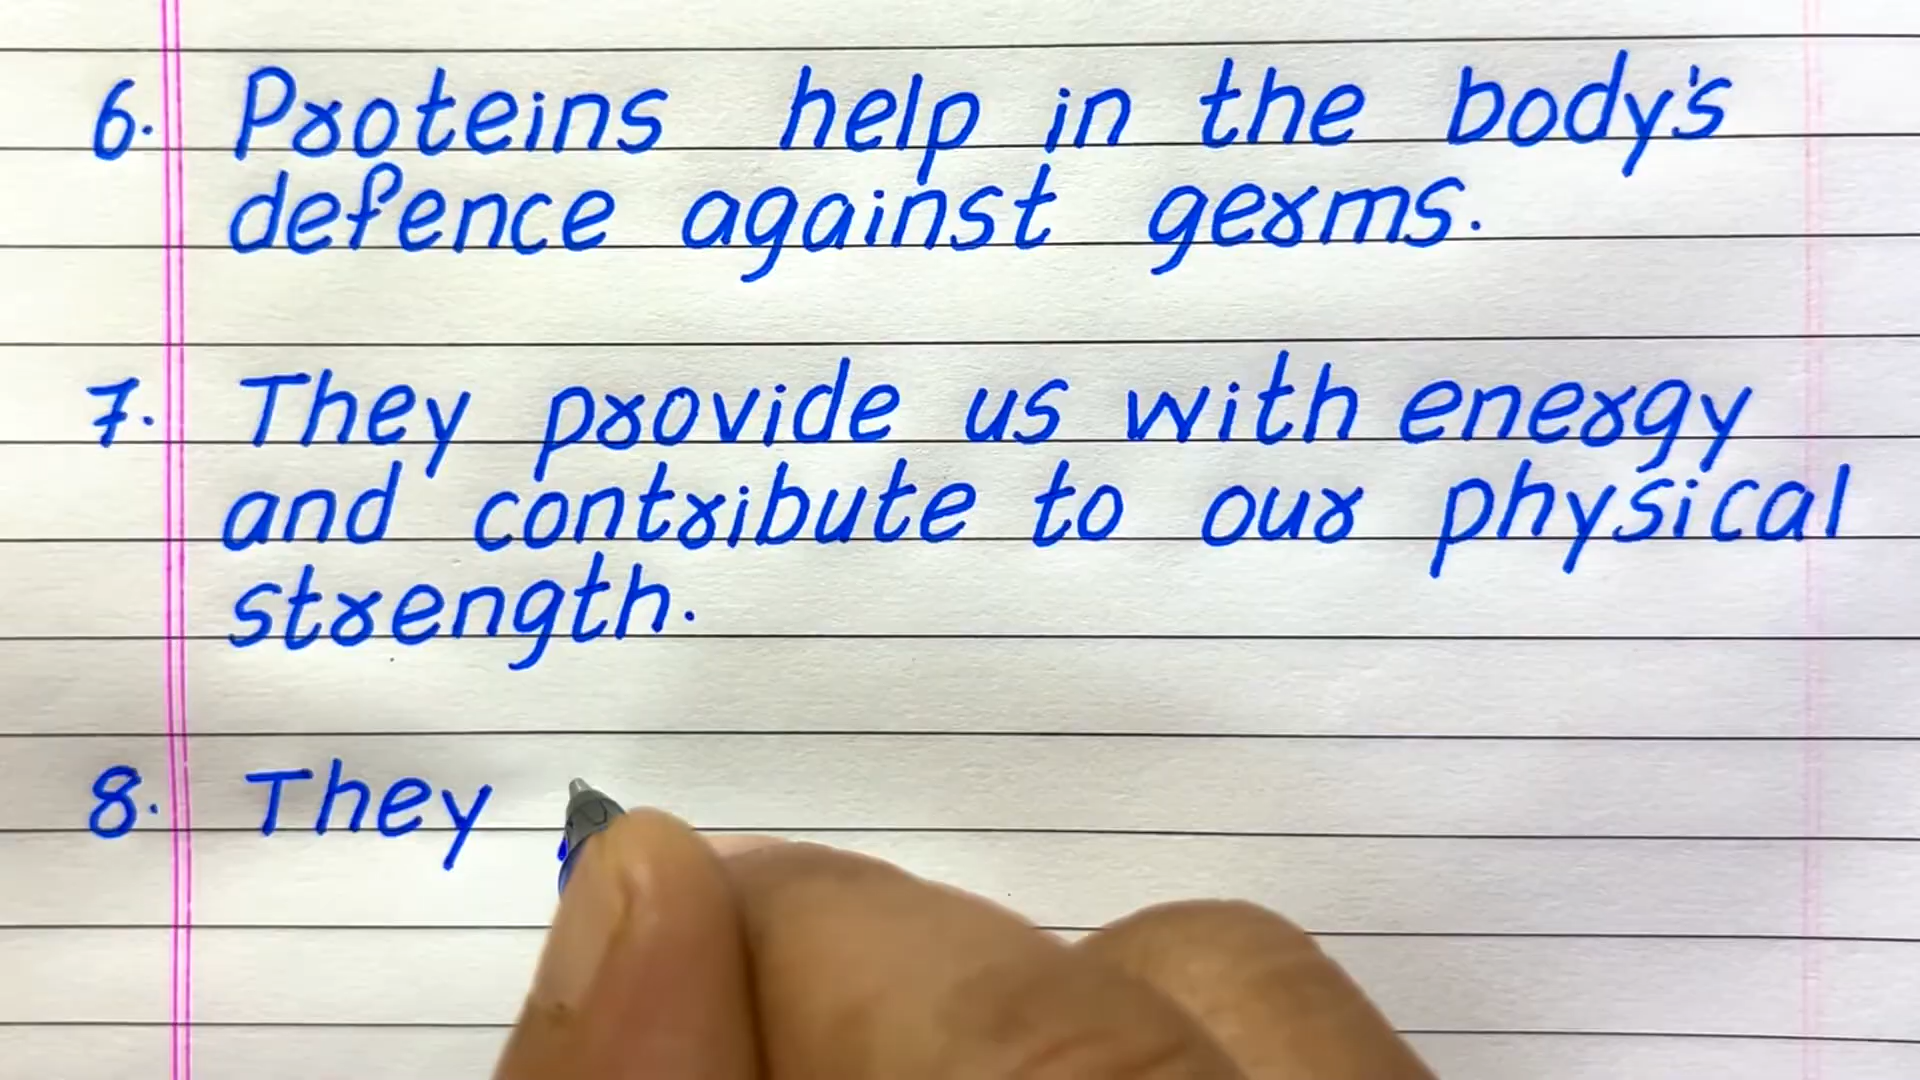 6. Proteins help in the body's
defence against germs.
7. They provide us with energy
and contribute to our physical
strength.
8. They